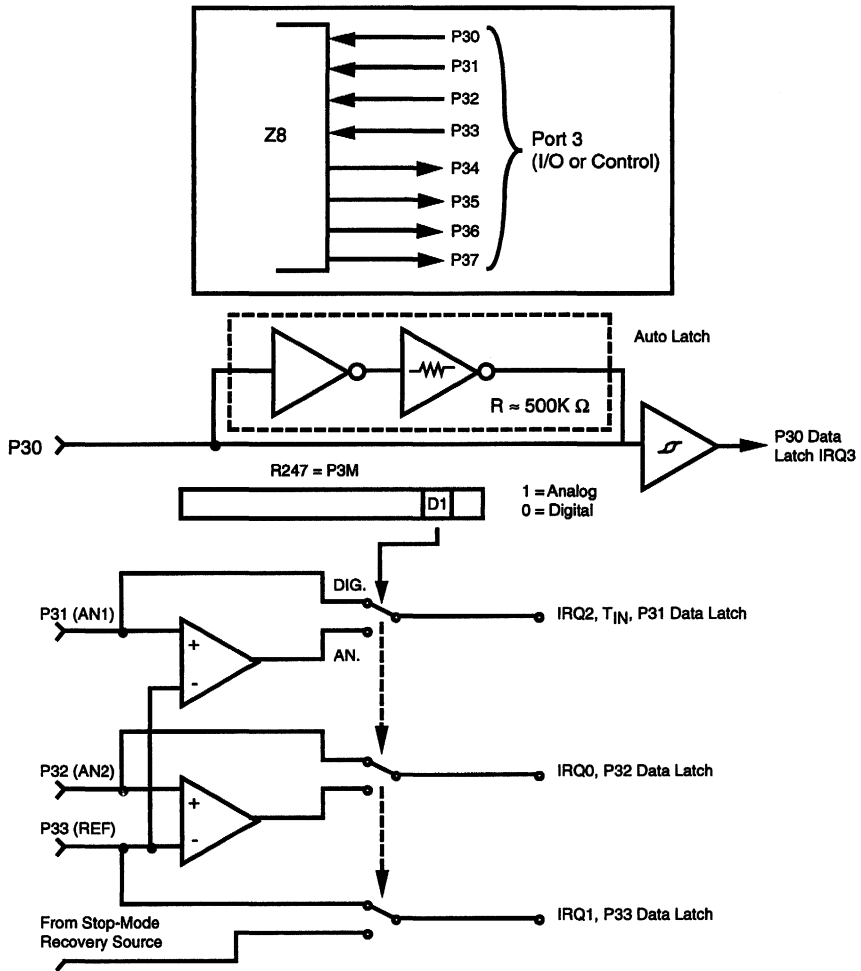 P30
P31
P32
P33
P34
P35
P36
P37
Z8
Port 3
(I/O or Control)
Auto Latch
R ≈ 500K Ω
P30
P30 Data
Latch IRQ3
R247 = P3M
D1
1 = Analog
0 = Digital
DIG.
P31 (AN1)
+
-
AN.
IRQ2, TIN, P31 Data Latch
P32 (AN2)
+
-
IRQ0, P32 Data Latch
P33 (REF)
From Stop-Mode
Recovery Source
IRQ1, P33 Data Latch